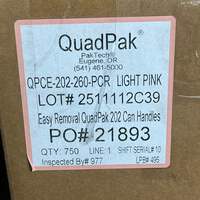 QuadPak®
PakTech®
Eugene, OR
(541) 461-5000
QPCE-202-260-PCR LIGHT PINK
LOT# 2511112C39
Easy Removal QuadPak 202 Can Handles
PO# 21893
QTY: 750 LINE: 1 SHIFT SERIAL# 10
Inspected By# 977 LPB# 495